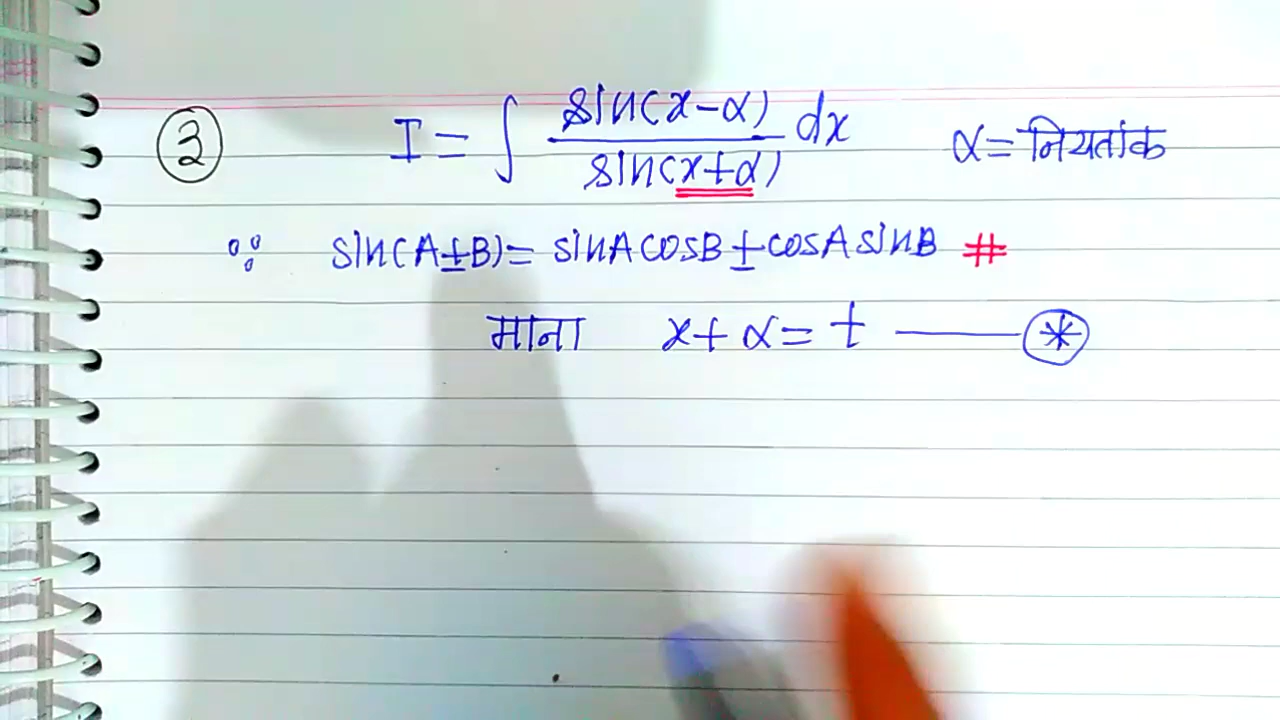 ③ I = ∫ sin(x-α)/sin(x+α) dx α = नियतांक
∵ sin(A±B) = sinA cosB ± cosA sinB #
माना x+α = t —— ⊛